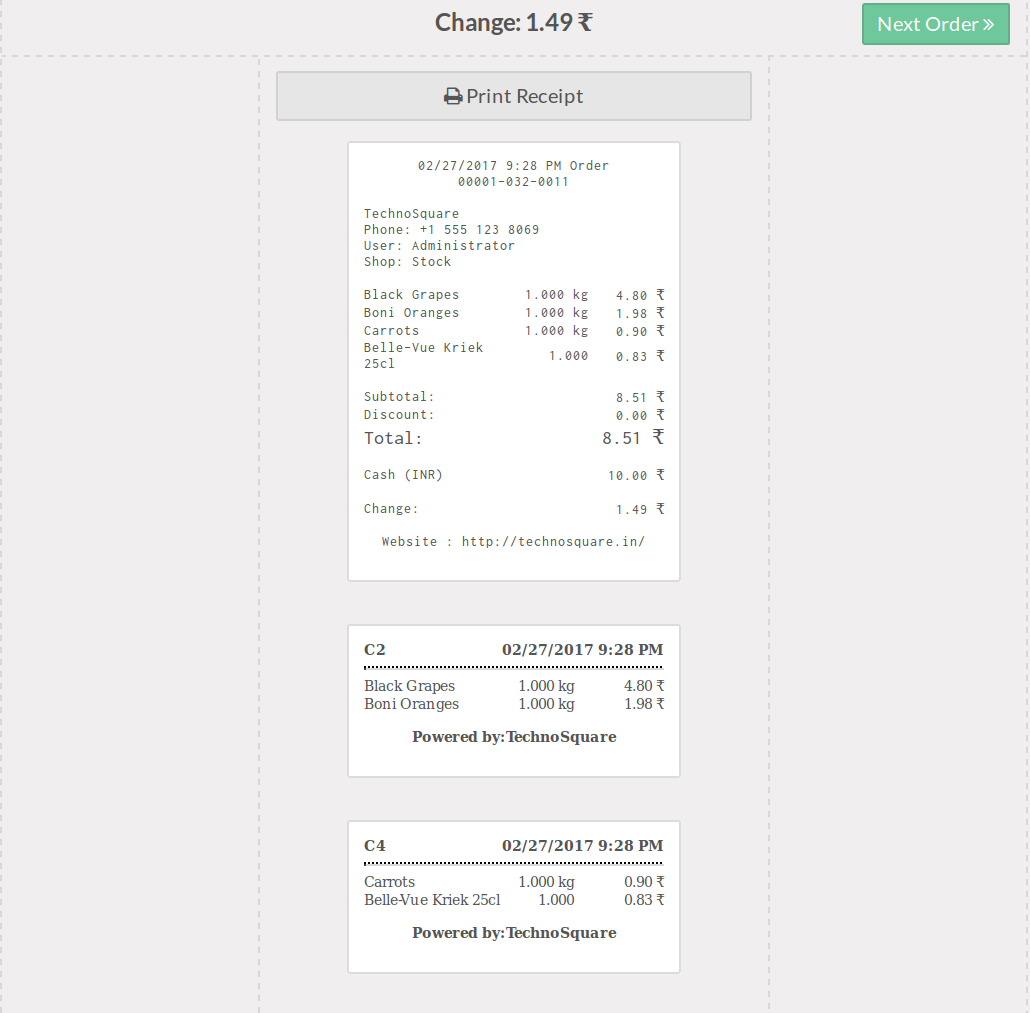 Change: 1.49 ₹
Next Order »
Print Receipt
02/27/2017 9:28 PM Order
00001-032-0011
TechnoSquare
Phone: +1 555 123 8069
User: Administrator
Shop: Stock
Black Grapes 1.000 kg 4.80 ₹
Boni Oranges 1.000 kg 1.98 ₹
Carrots 1.000 kg 0.90 ₹
Belle-Vue Kriek
25cl 1.000 0.83 ₹
Subtotal: 8.51 ₹
Discount: 0.00 ₹
Total: 8.51 ₹
Cash (INR) 10.00 ₹
Change: 1.49 ₹
Website : http://technosquare.in/
C2 02/27/2017 9:28 PM
Black Grapes 1.000 kg 4.80 ₹
Boni Oranges 1.000 kg 1.98 ₹
Powered by:TechnoSquare
C4 02/27/2017 9:28 PM
Carrots 1.000 kg 0.90 ₹
Belle-Vue Kriek 25cl 1.000 0.83 ₹
Powered by:TechnoSquare